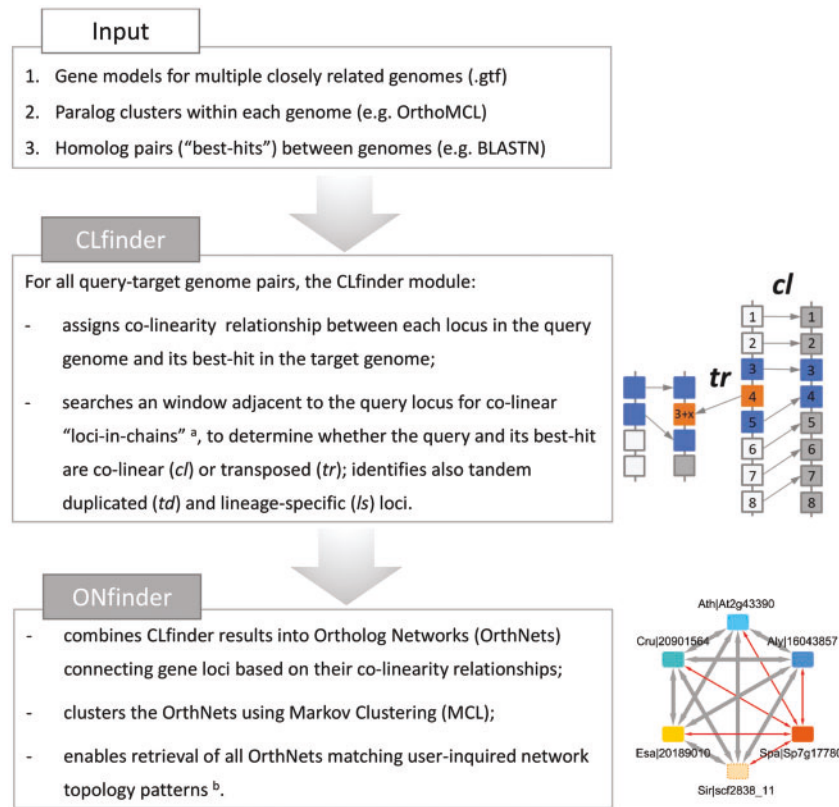 Input
1. Gene models for multiple closely related genomes (.gtf)
2. Paralog clusters within each genome (e.g. OrthoMCL)
3. Homolog pairs (“best-hits”) between genomes (e.g. BLASTN)
CLfinder
For all query-target genome pairs, the CLfinder module:
- assigns co-linearity relationship between each locus in the query
genome and its best-hit in the target genome;
- searches an window adjacent to the query locus for co-linear
“loci-in-chains” a, to determine whether the query and its best-hit
are co-linear (cl) or transposed (tr); identifies also tandem
duplicated (td) and lineage-specific (ls) loci.
cl
tr
1 1
2 2
3 3
3+x 4 4
5 5
6 6
7 7
8 8
ONfinder
- combines CLfinder results into Ortholog Networks (OrthNets)
connecting gene loci based on their co-linearity relationships;
- clusters the OrthNets using Markov Clustering (MCL);
- enables retrieval of all OrthNets matching user-inquired network
topology patterns b.
Ath|At2g43390
Cru|20901564
Aly|16043857
Esa|20189010
Spa|Sp7g17780
Sir|scf2838_11